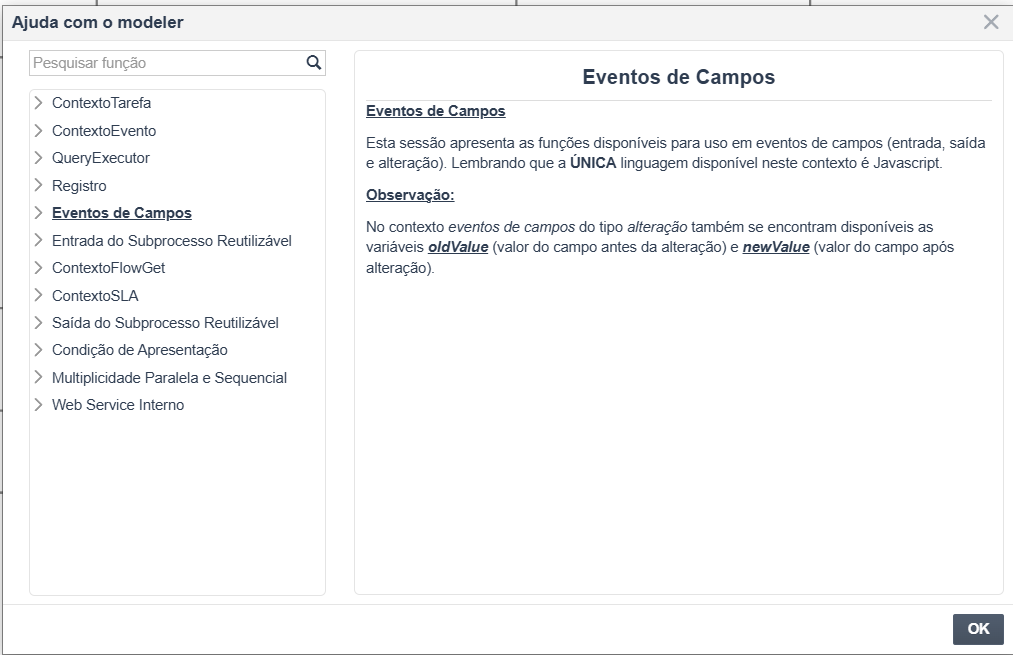 Ajuda com o modeler
Pesquisar função
ContextoTarefa
ContextoEvento
QueryExecutor
Registro
Eventos de Campos
Entrada do Subprocesso Reutilizável
ContextoFlowGet
ContextoSLA
Saída do Subprocesso Reutilizável
Condição de Apresentação
Multiplicidade Paralela e Sequencial
Web Service Interno
Eventos de Campos
Eventos de Campos
Esta sessão apresenta as funções disponíveis para uso em eventos de campos (entrada, saída
e alteração). Lembrando que a ÚNICA linguagem disponível neste contexto é Javascript.
Observação:
No contexto eventos de campos do tipo alteração também se encontram disponíveis as
variáveis oldValue (valor do campo antes da alteração) e newValue (valor do campo após
alteração).
OK